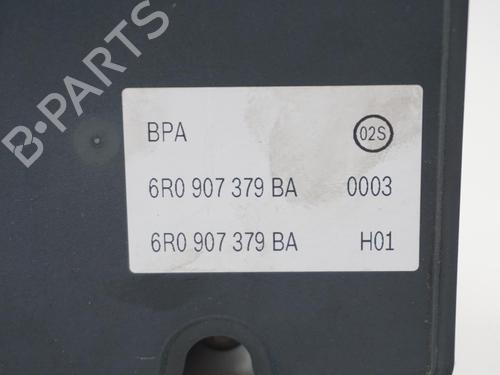 B-PARTS
BPA 02S
6R0 907 379 BA 0003
6R0 907 379 BA H01